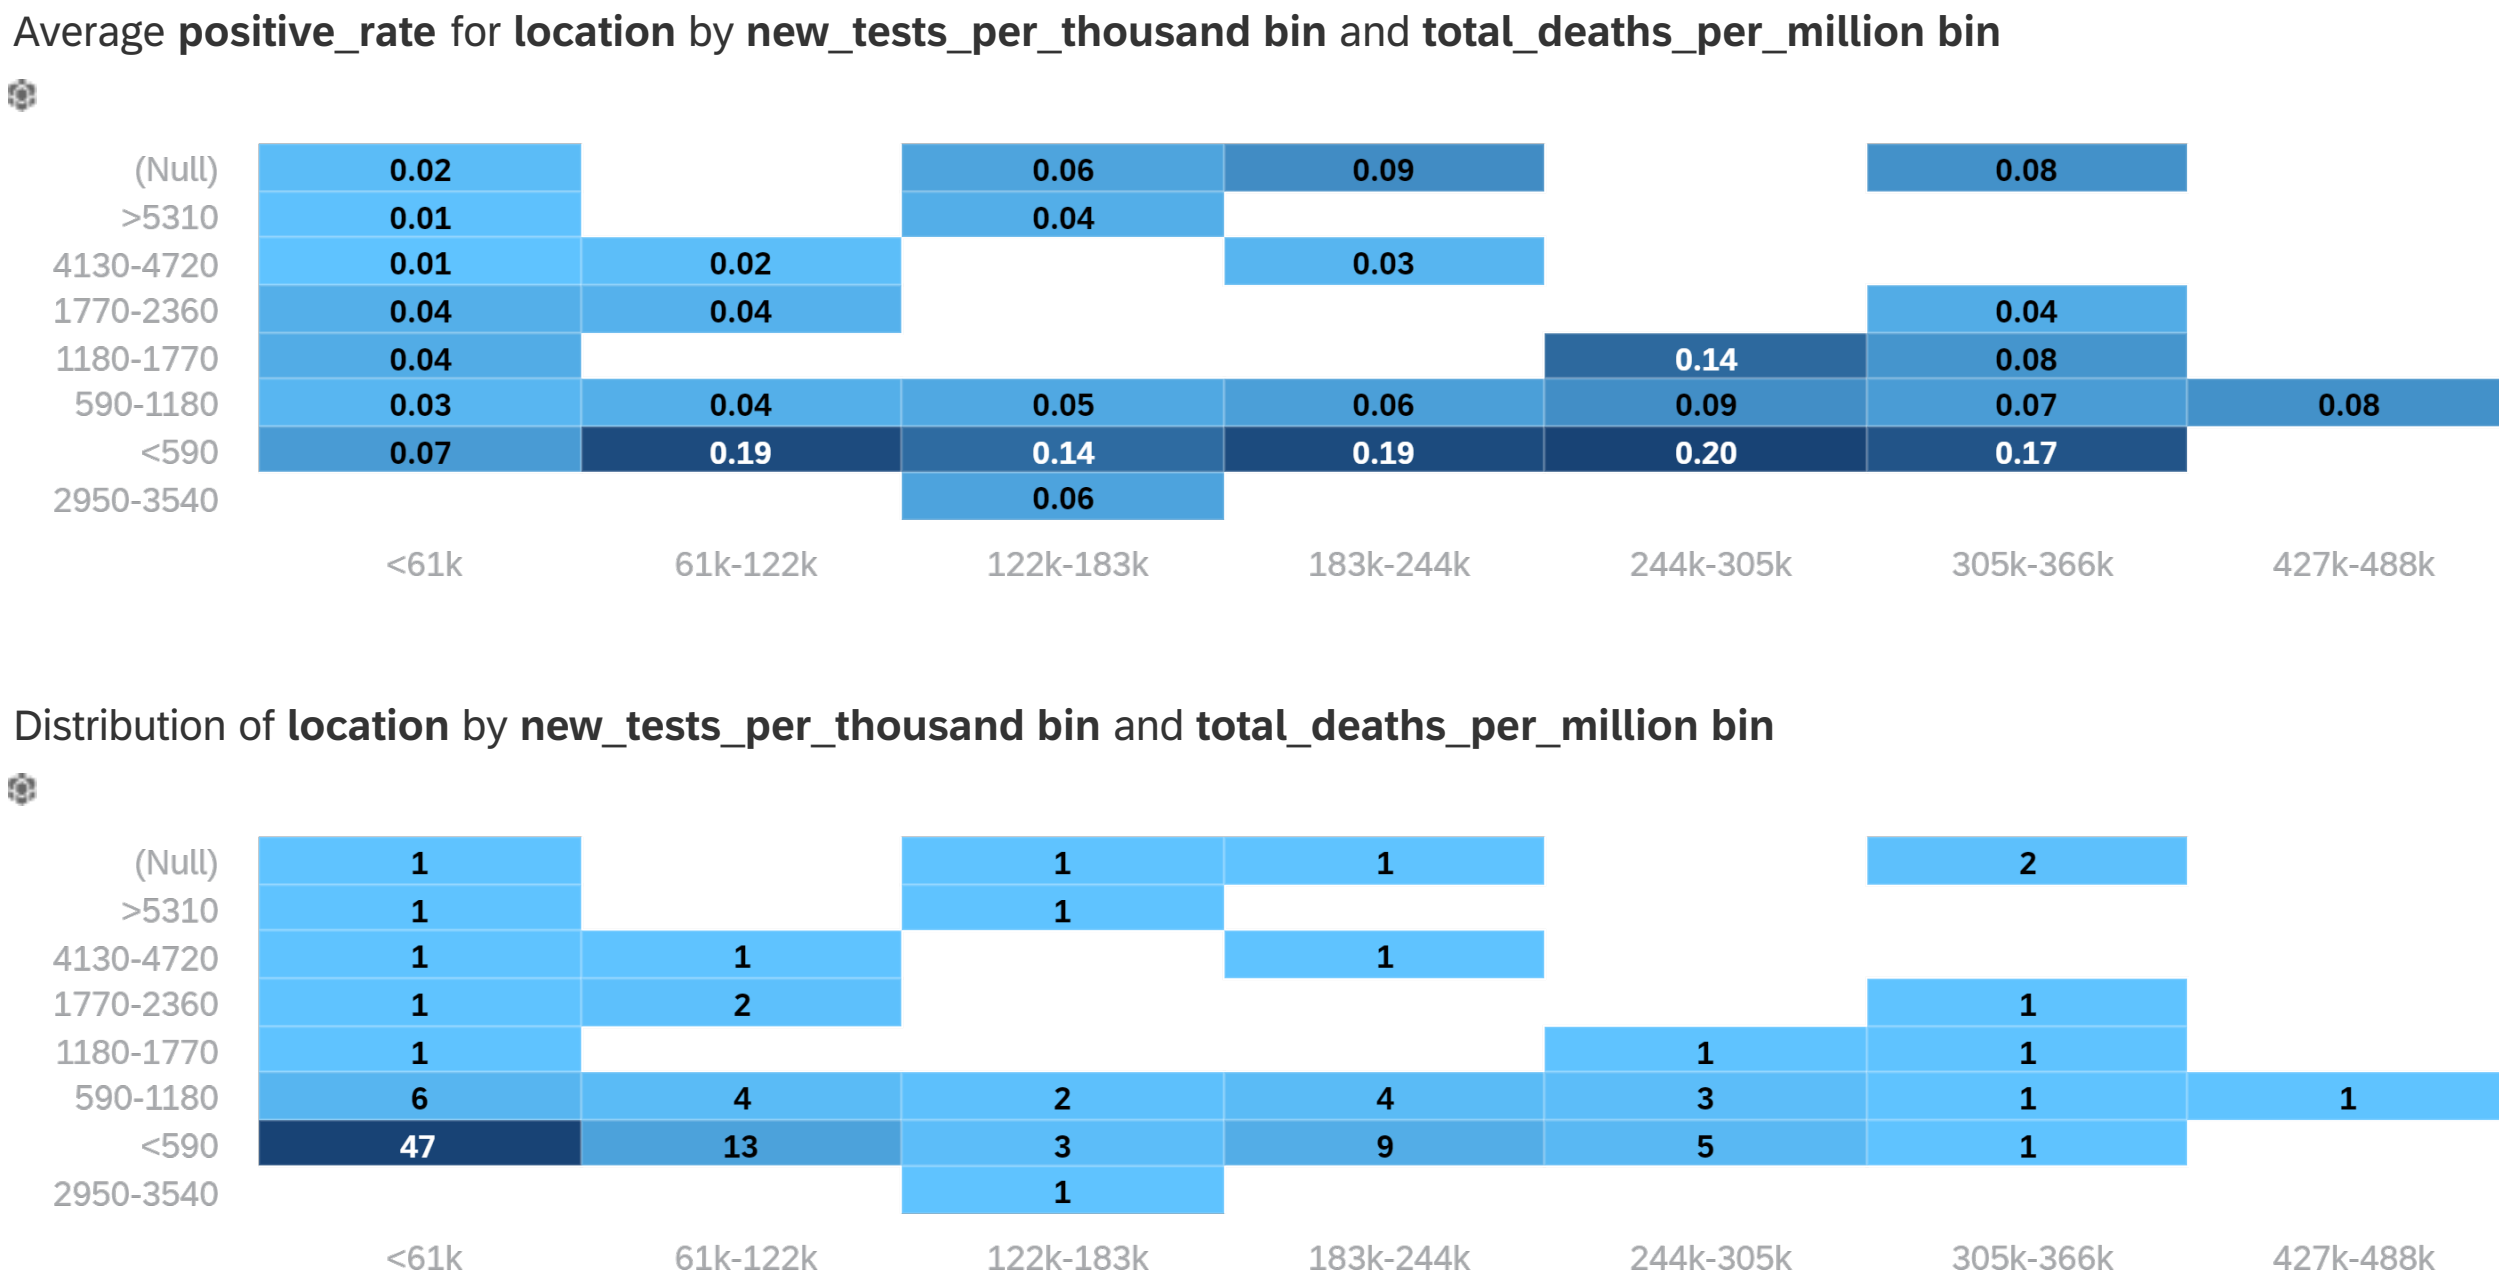 Average positive_rate for location by new_tests_per_thousand bin and total_deaths_per_million bin
(Null) 0.02 0.06 0.09 0.08
>5310 0.01 0.04
4130-4720 0.01 0.02 0.03
1770-2360 0.04 0.04 0.04
1180-1770 0.04 0.14 0.08
590-1180 0.03 0.04 0.05 0.06 0.09 0.07 0.08
<590 0.07 0.19 0.14 0.19 0.20 0.17
2950-3540 0.06
<61k 61k-122k 122k-183k 183k-244k 244k-305k 305k-366k 427k-488k
Distribution of location by new_tests_per_thousand bin and total_deaths_per_million bin
(Null) 1 1 1 2
>5310 1 1
4130-4720 1 1 1
1770-2360 1 2 1
1180-1770 1 1 1
590-1180 6 4 2 4 3 1 1
<590 47 13 3 9 5 1
2950-3540 1
<61k 61k-122k 122k-183k 183k-244k 244k-305k 305k-366k 427k-488k